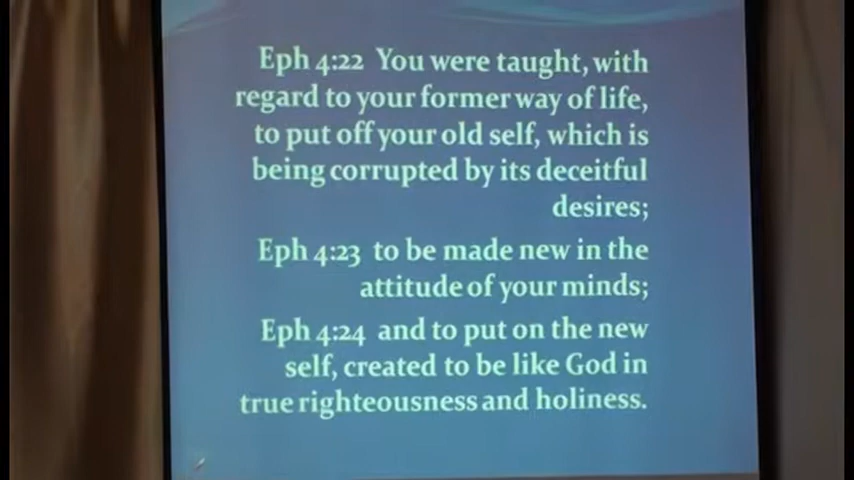 Eph 4:22 You were taught, with
regard to your former way of life,
to put off your old self, which is
being corrupted by its deceitful
desires;
Eph 4:23 to be made new in the
attitude of your minds;
Eph 4:24 and to put on the new
self, created to be like God in
true righteousness and holiness.